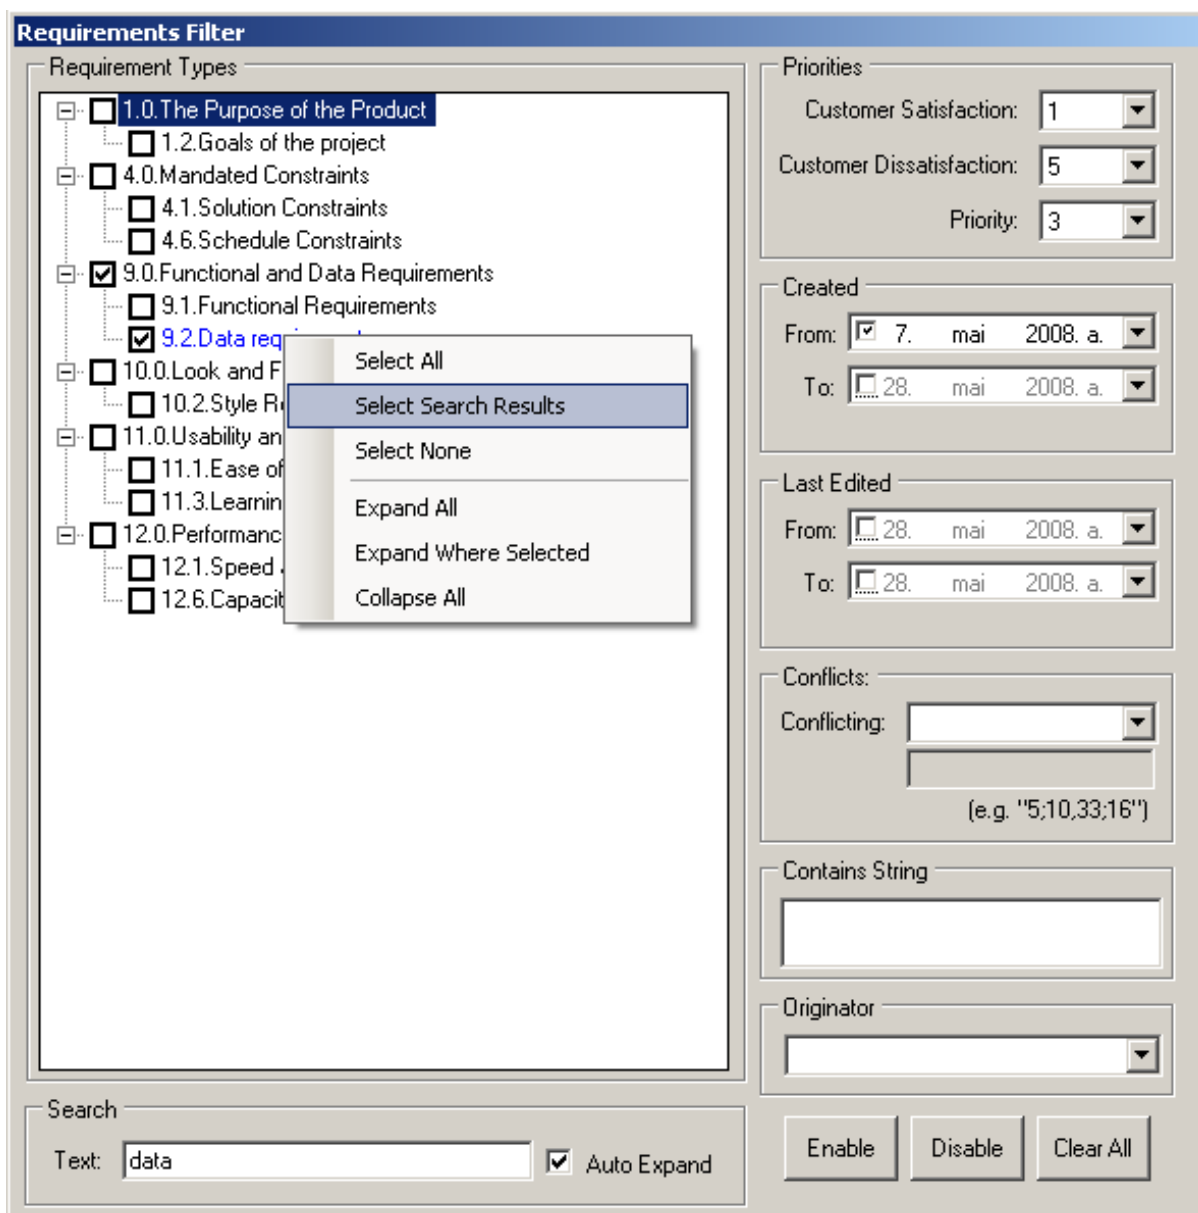 Requirements Filter
Requirement Types
1.0.The Purpose of the Product
1.2.Goals of the project
4.0.Mandated Constraints
4.1.Solution Constraints
4.6.Schedule Constraints
9.0.Functional and Data Requirements
9.1.Functional Requirements
9.2.Data
10.0.Look and
10.2.Style
11.0.Usability
11.1.Ease of
11.3.
12.0.
12.1.Speed
12.6.
Select All
Select Search Results
Select None
Expand All
Expand Where Selected
Collapse All
Search
Text: data Auto Expand
Priorities
Customer Satisfaction: 1
Customer Dissatisfaction: 5
Priority: 3
Created
From: 7. mai 2008. a.
To: 28. mai 2008. a.
Last Edited
From: 28. mai 2008. a.
To: 28. mai 2008. a.
Conflicts:
Conflicting:
(e.g. "5;10,33;16")
Contains String
Originator
Enable Disable Clear All